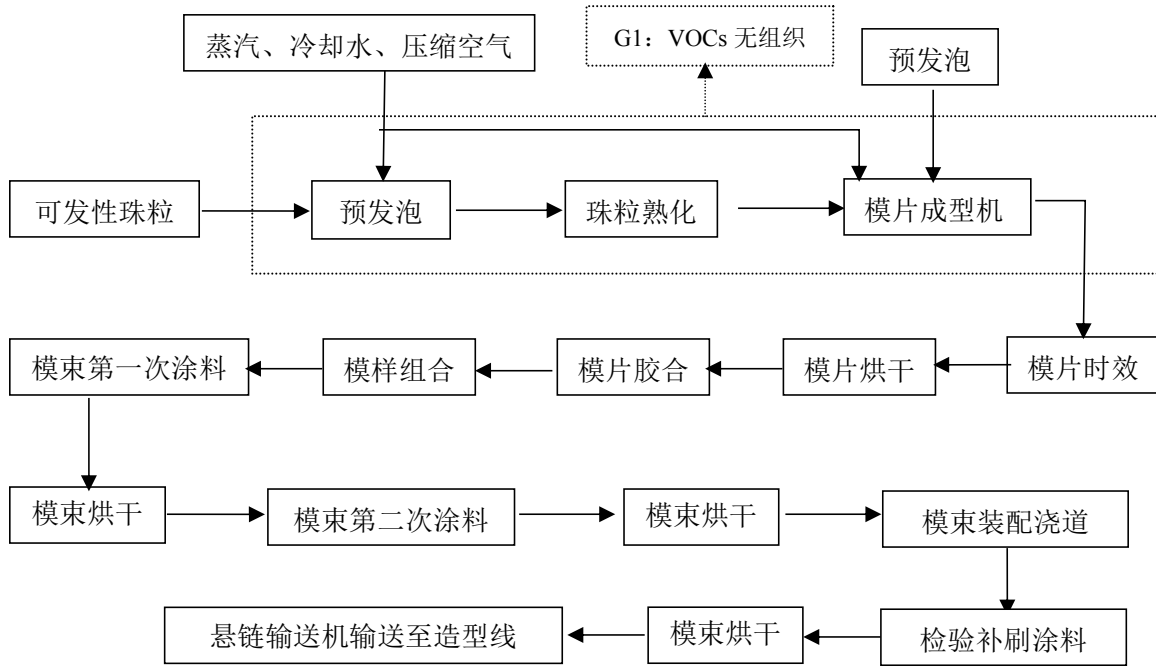 蒸汽、冷却水、压缩空气
G1：VOCs 无组织
预发泡
可发性珠粒
预发泡
珠粒熟化
模片成型机
模束第一次涂料
模样组合
模片胶合
模片烘干
模片时效
模束烘干
模束第二次涂料
模束烘干
模束装配浇道
悬链输送机输送至造型线
模束烘干
检验补刷涂料